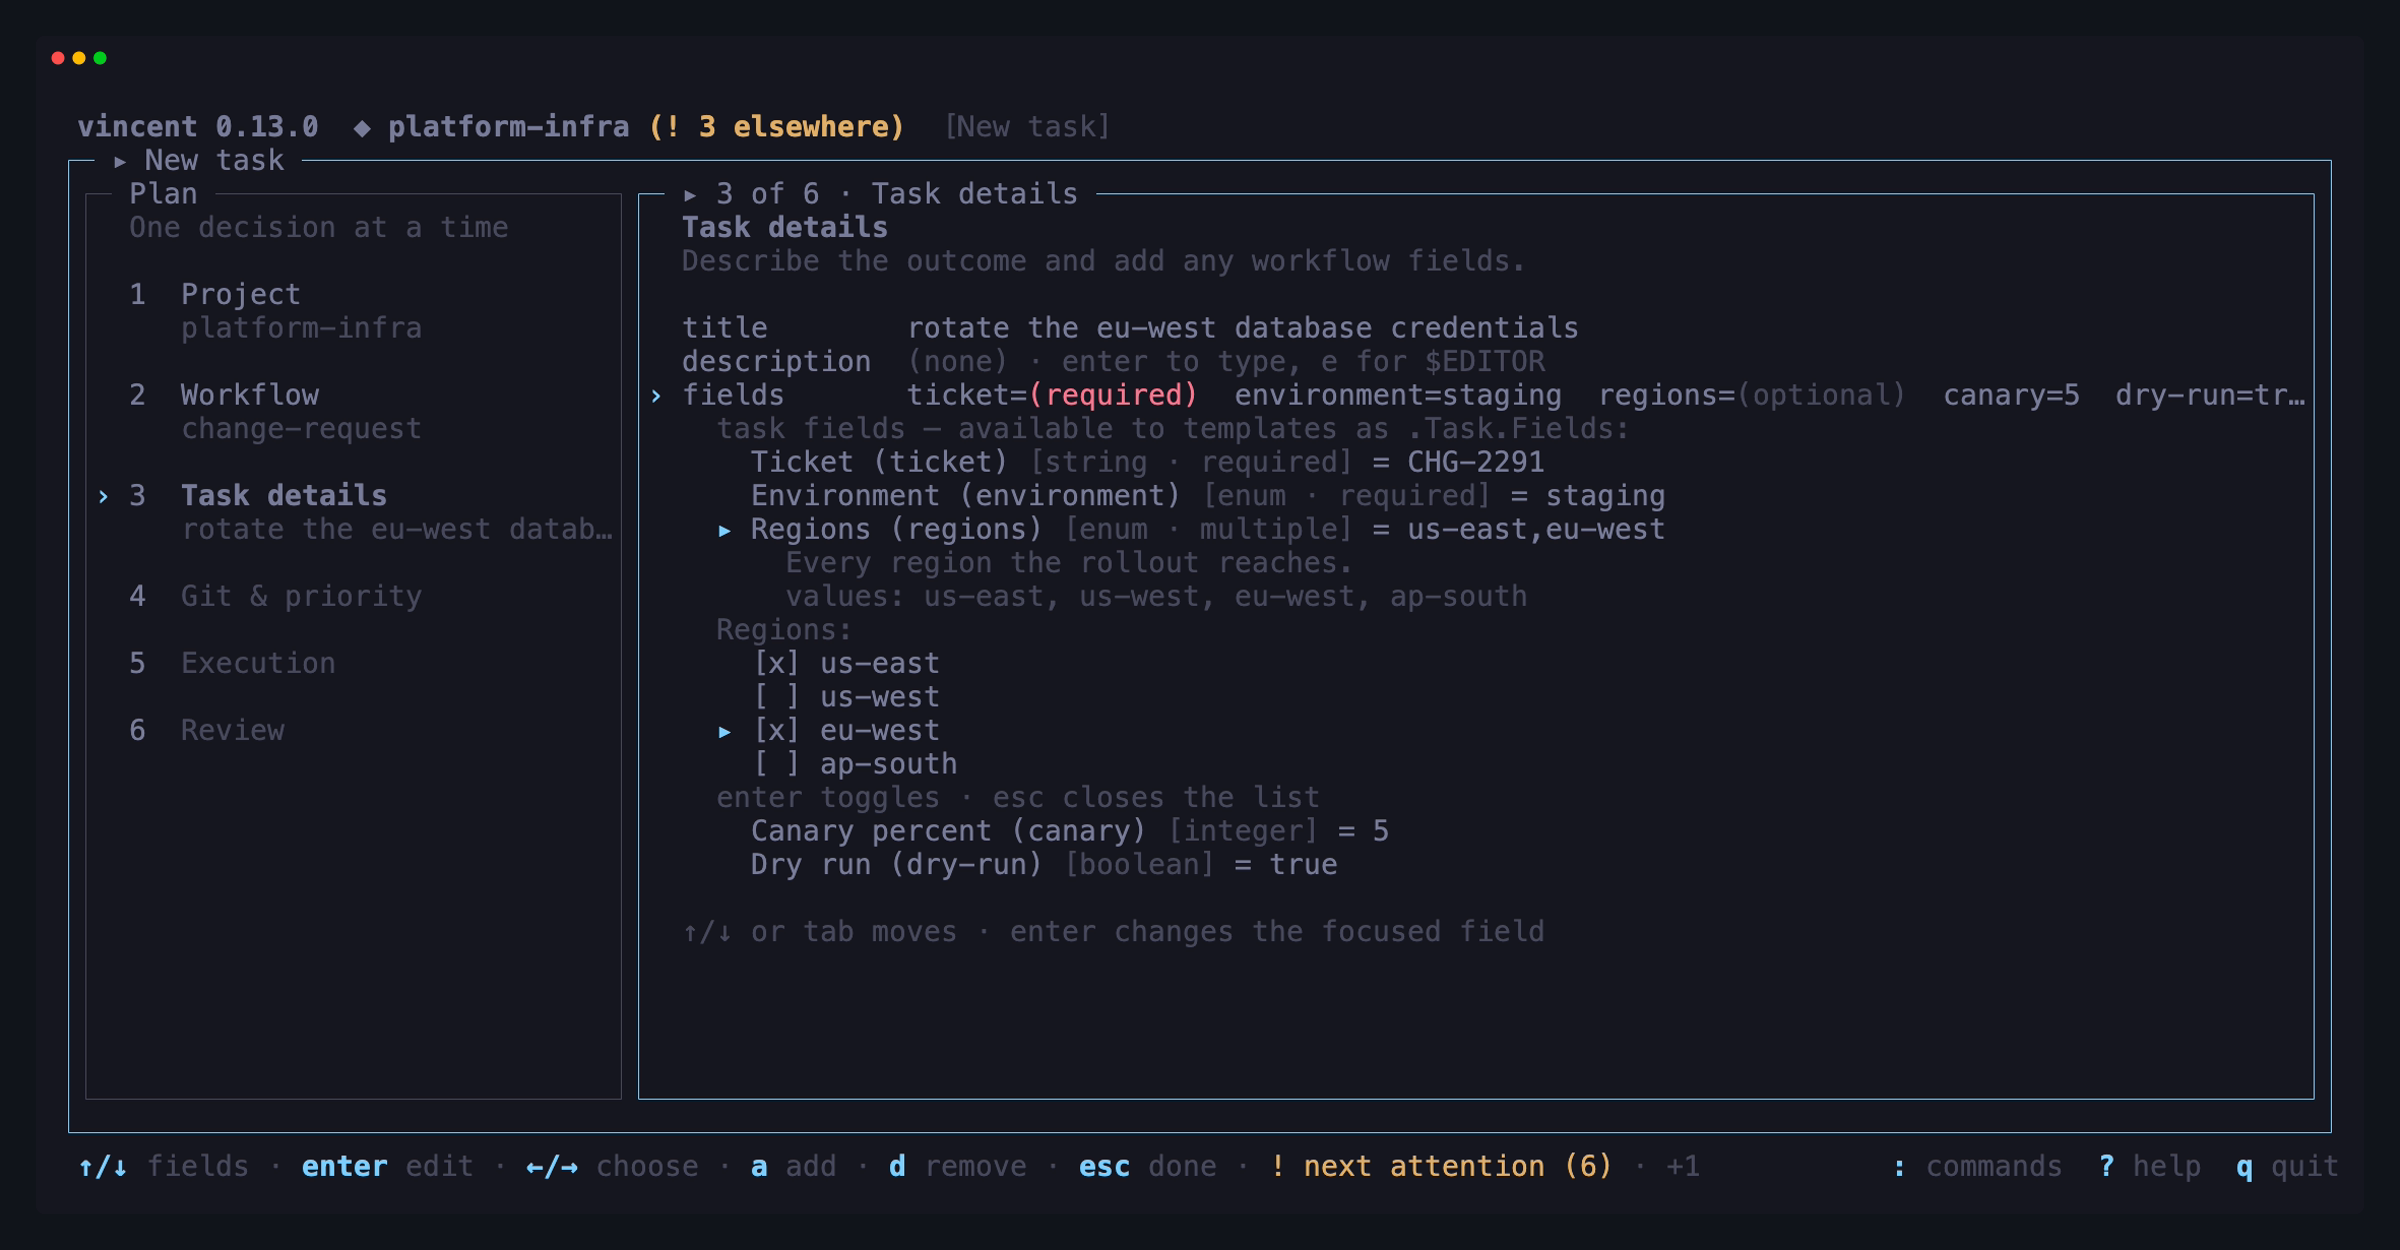 vincent 0.13.0  ◆ platform-infra (! 3 elsewhere)  [New task]
▸ New task
Plan
One decision at a time
1  Project
platform-infra
2  Workflow
change-request
› 3  Task details
rotate the eu-west datab…
4  Git & priority
5  Execution
6  Review
▸ 3 of 6 · Task details
Task details
Describe the outcome and add any workflow fields.
title        rotate the eu-west database credentials
description  (none) · enter to type, e for $EDITOR
› fields       ticket=(required)  environment=staging  regions=(optional)  canary=5  dry-run=tr…
task fields — available to templates as .Task.Fields:
Ticket (ticket) [string · required] = CHG-2291
Environment (environment) [enum · required] = staging
▸ Regions (regions) [enum · multiple] = us-east,eu-west
Every region the rollout reaches.
values: us-east, us-west, eu-west, ap-south
Regions:
[x] us-east
[ ] us-west
▸ [x] eu-west
[ ] ap-south
enter toggles · esc closes the list
Canary percent (canary) [integer] = 5
Dry run (dry-run) [boolean] = true
↑/↓ or tab moves · enter changes the focused field
↑/↓ fields · enter edit · ←/→ choose · a add · d remove · esc done · ! next attention (6) · +1  : commands  ? help  q quit